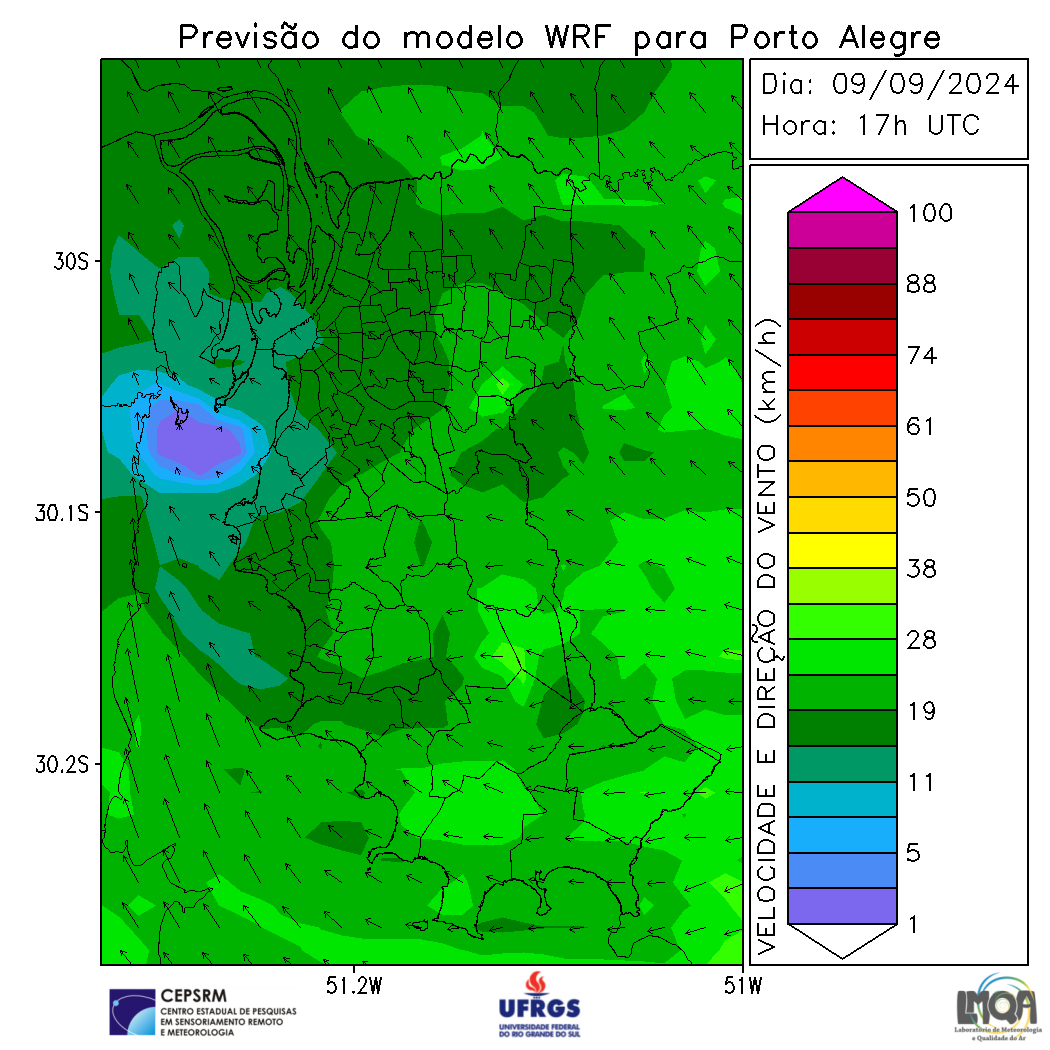 Previsão do modelo WRF para Porto Alegre
Dia: 09/09/2024
Hora: 17h UTC
30S
30.1S
30.2S
51.2W
51W
VELOCIDADE E DIREÇÃO DO VENTO (km/h)
100
88
74
61
50
38
28
19
11
5
1
CEPSRM
CENTRO ESTADUAL DE PESQUISAS
EM SENSORIAMENTO REMOTO
E METEOROLOGIA
UFRGS
UNIVERSIDADE FEDERAL
DO RIO GRANDE DO SUL
LMQA
Laboratório de Meteorologia
e Qualidade do Ar